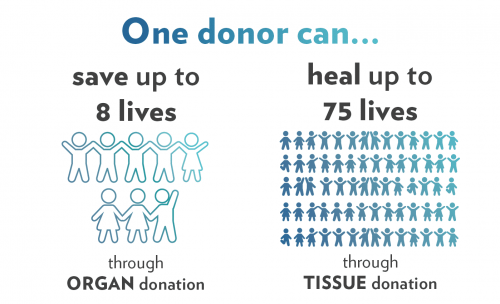 One donor can...
save up to
8 lives
through
ORGAN donation
heal up to
75 lives
through
TISSUE donation